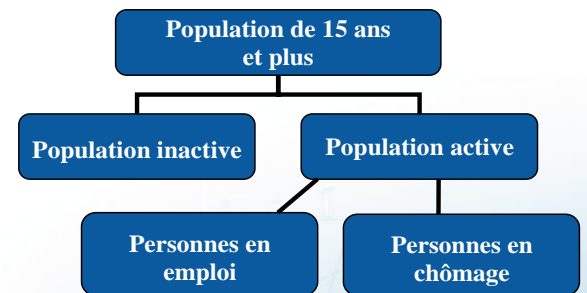 Population de 15 ans
et plus
Population inactive
Population active
Personnes en
emploi
Personnes en
chômage